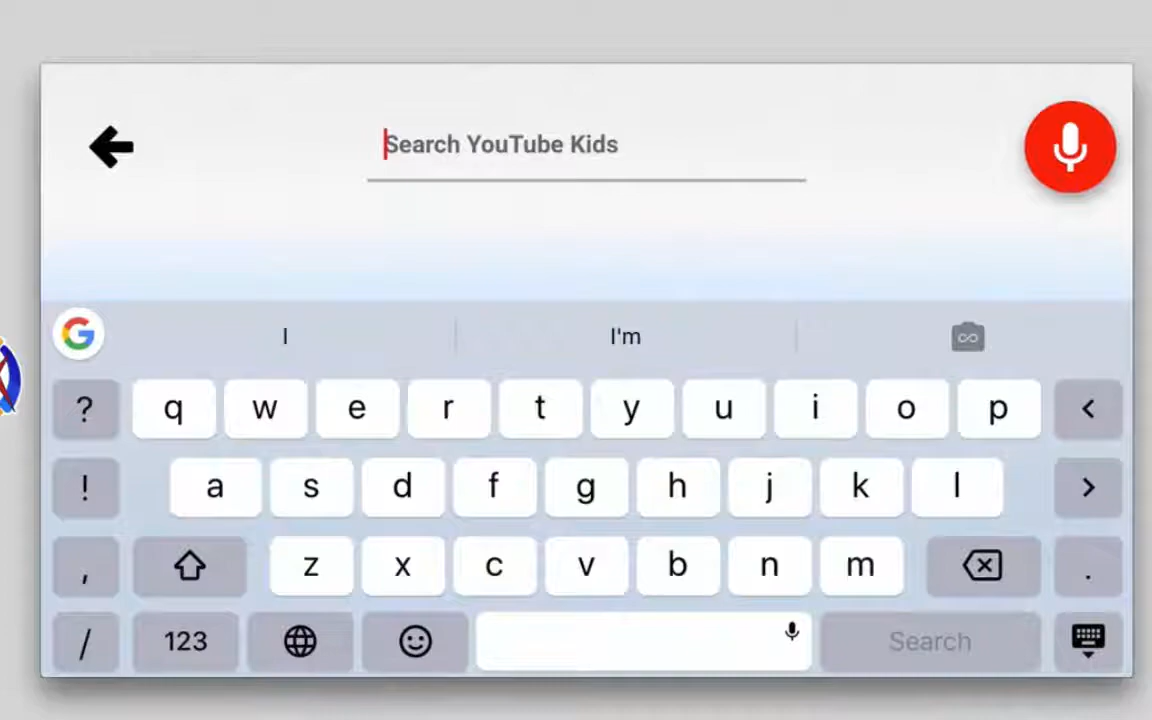 Search YouTube Kids
G I I'm
? q w e r t y u i o p <
! a s d f g h j k l >
, z x c v b n m .
/ 123 Search